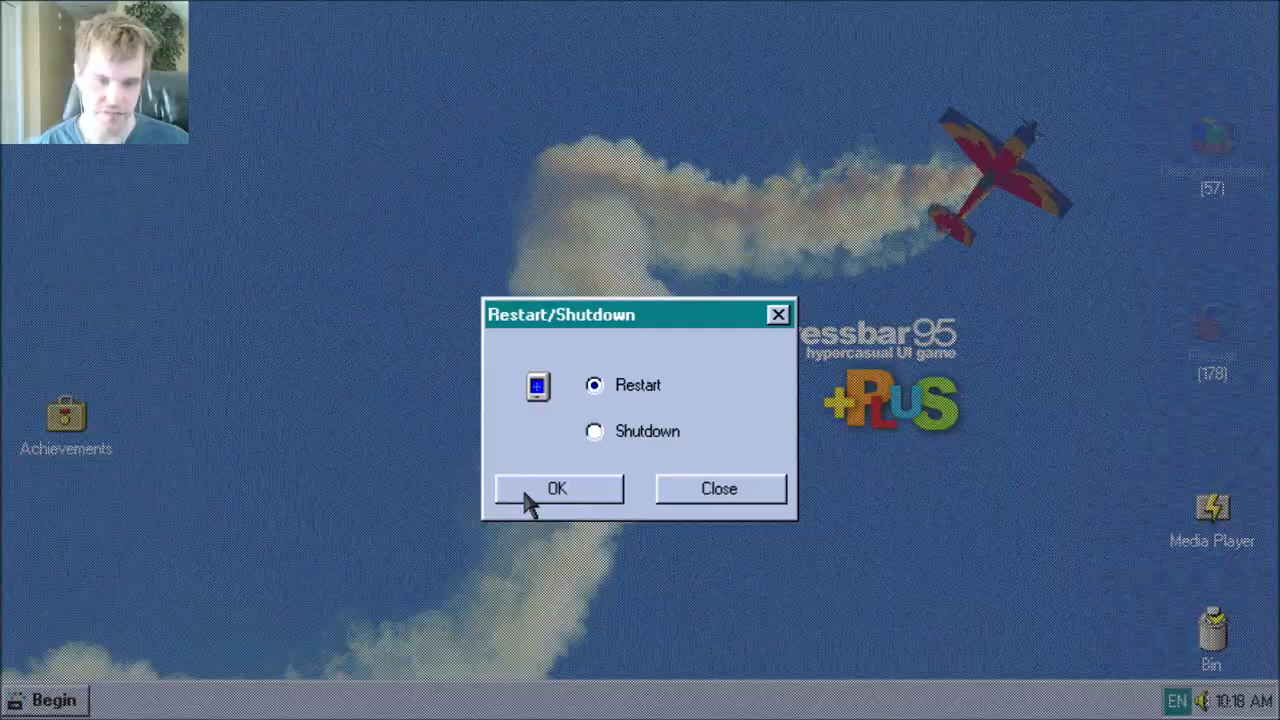 (57)
Restart/Shutdown
essbar95
hypercasual UI game
+PLUS
Restart
(178)
Shutdown
Achievements
OK
Close
Media Player
Bin
Begin
EN
10:18 AM